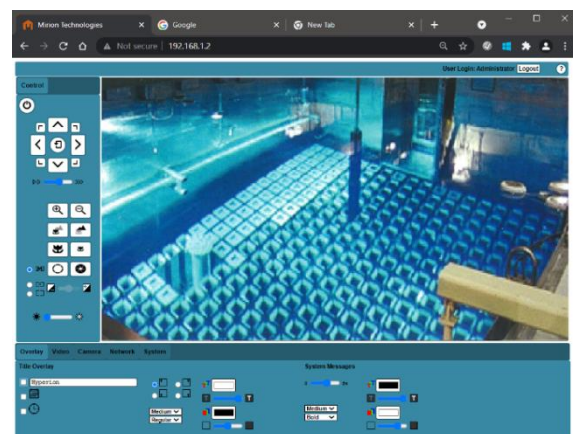 Mirion Technologies
Google
New Tab
Not secure | 192.168.1.2
User Login: Administrator Logout ?
Control
Overlay Video Camera Network System
Title Overlay
System Messages
Hyperion
T T
T T
Medium
Regular
Medium
Bold